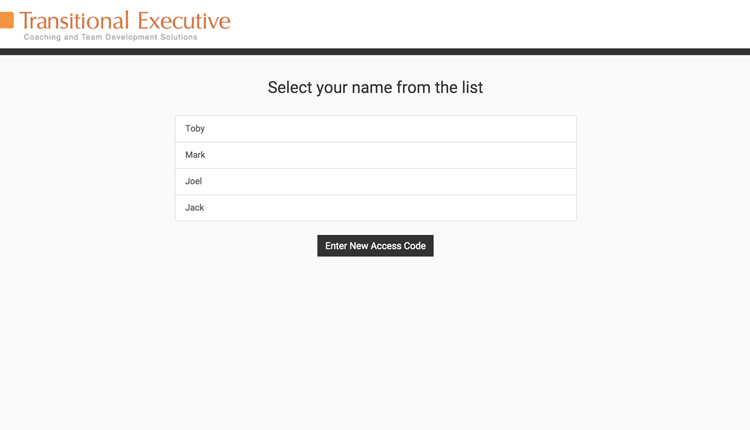 Transitional Executive
Coaching and Team Development Solutions
Select your name from the list
Toby
Mark
Joel
Jack
Enter New Access Code